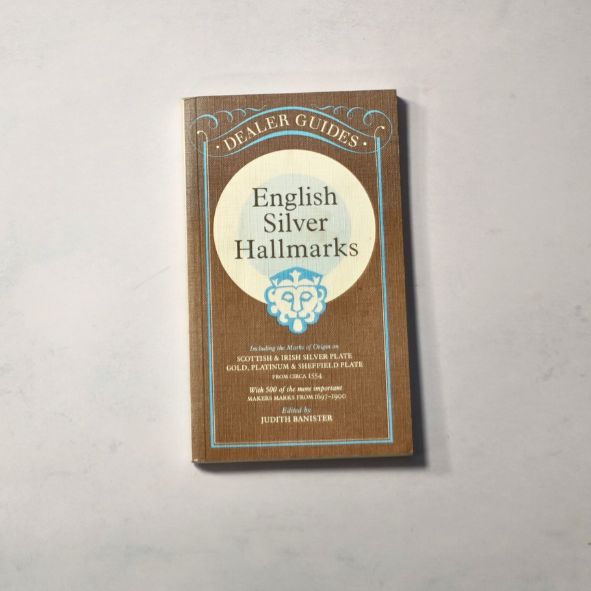 · DEALER GUIDES ·
English
Silver
Hallmarks
Including the Marks of Origin on
SCOTTISH & IRISH SILVER PLATE
GOLD, PLATINUM & SHEFFIELD PLATE
FROM CIRCA 1554
With 500 of the more important
MAKERS MARKS FROM 1697–1900
Edited by
JUDITH BANISTER